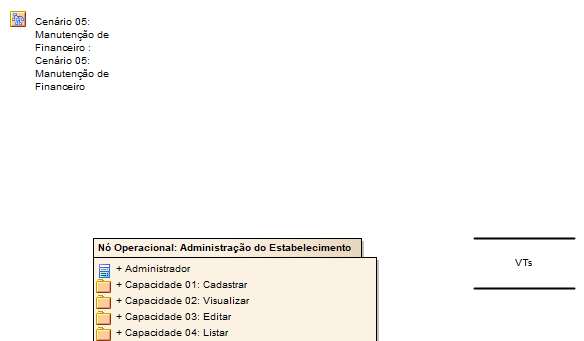 Cenário 05:
Manutenção de
Financeiro :
Cenário 05:
Manutenção de
Financeiro
Nó Operacional: Administração do Estabelecimento
+ Administrador
+ Capacidade 01: Cadastrar
+ Capacidade 02: Visualizar
+ Capacidade 03: Editar
+ Capacidade 04: Listar
VTs